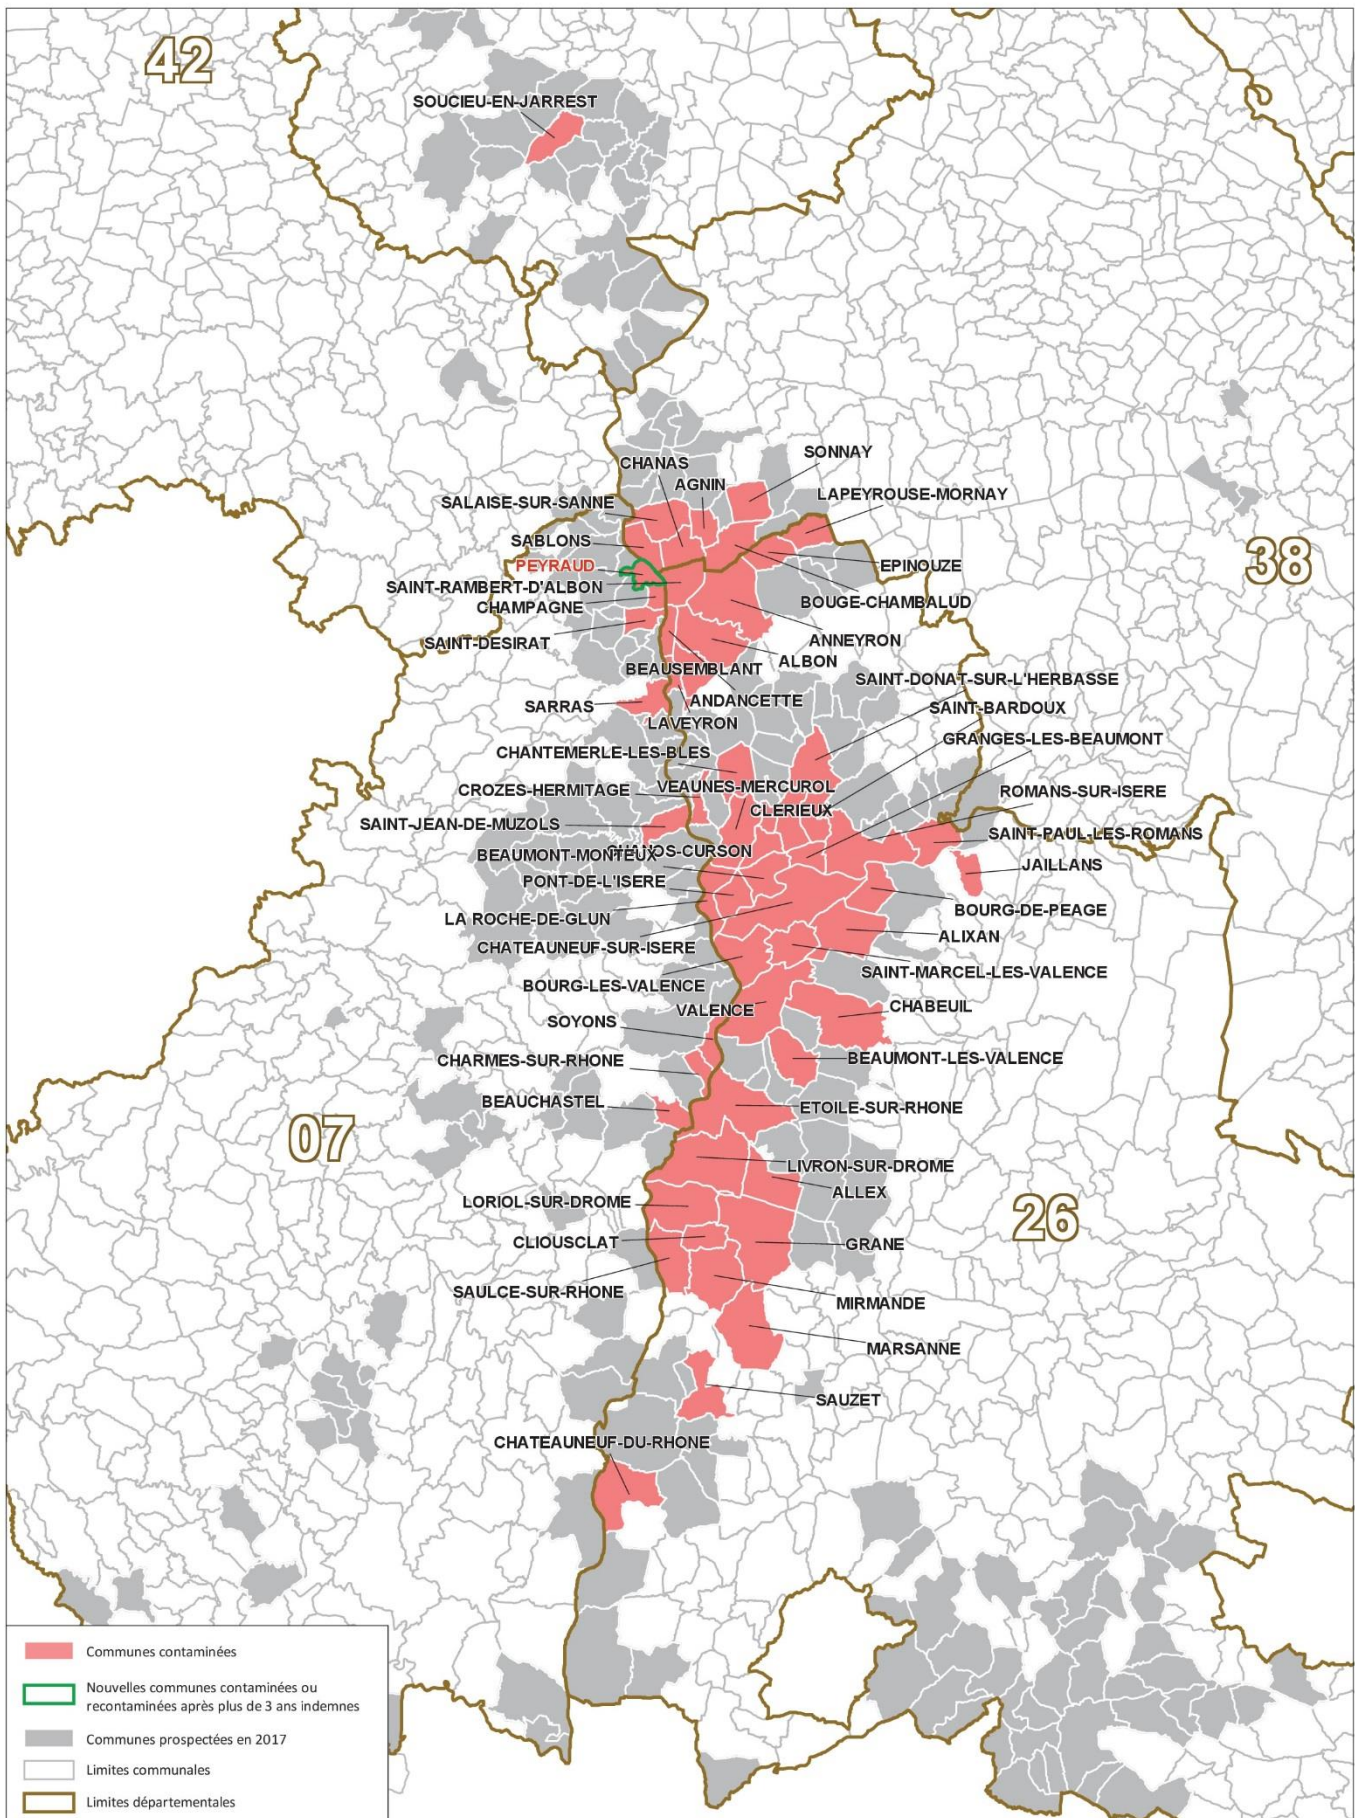 42
SOUCIEU-EN-JARREST
SONNAY
CHANAS
AGNIN
LAPEYROUSE-MORNAY
SALAISE-SUR-SANNE
SABLONS
38
PEYRAUD
EPINOUZE
SAINT-RAMBERT-D'ALBON
BOUGE-CHAMBALUD
CHAMPAGNE
ANNEYRON
SAINT-DESIRAT
ALBON
BEAUSEMBLANT
SAINT-DONAT-SUR-L'HERBASSE
ANDANCETTE
SARRAS
SAINT-BARDOUX
LAVEYRON
GRANGES-LES-BEAUMONT
CHANTEMERLE-LES-BLES
CROZES-HERMITAGE
VEAUNES-MERCUROL
ROMANS-SUR-ISERE
CLERIEUX
SAINT-JEAN-DE-MUZOLS
SAINT-PAUL-LES-ROMANS
CHANOS-CURSON
BEAUMONT-MONTEUX
JAILLANS
PONT-DE-L'ISERE
BOURG-DE-PEAGE
LA ROCHE-DE-GLUN
ALIXAN
CHATEAUNEUF-SUR-ISERE
SAINT-MARCEL-LES-VALENCE
BOURG-LES-VALENCE
CHABEUIL
VALENCE
SOYONS
BEAUMONT-LES-VALENCE
CHARMES-SUR-RHONE
BEAUCHASTEL
ETOILE-SUR-RHONE
07
LIVRON-SUR-DROME
ALLEX
LORIOL-SUR-DROME
26
CLIOUSCLAT
GRANE
SAULCE-SUR-RHONE
MIRMANDE
MARSANNE
SAUZET
CHATEAUNEUF-DU-RHONE
Communes contaminées
Nouvelles communes contaminées ou
recontaminées après plus de 3 ans indemnes
Communes prospectées en 2017
Limites communales
Limites départementales